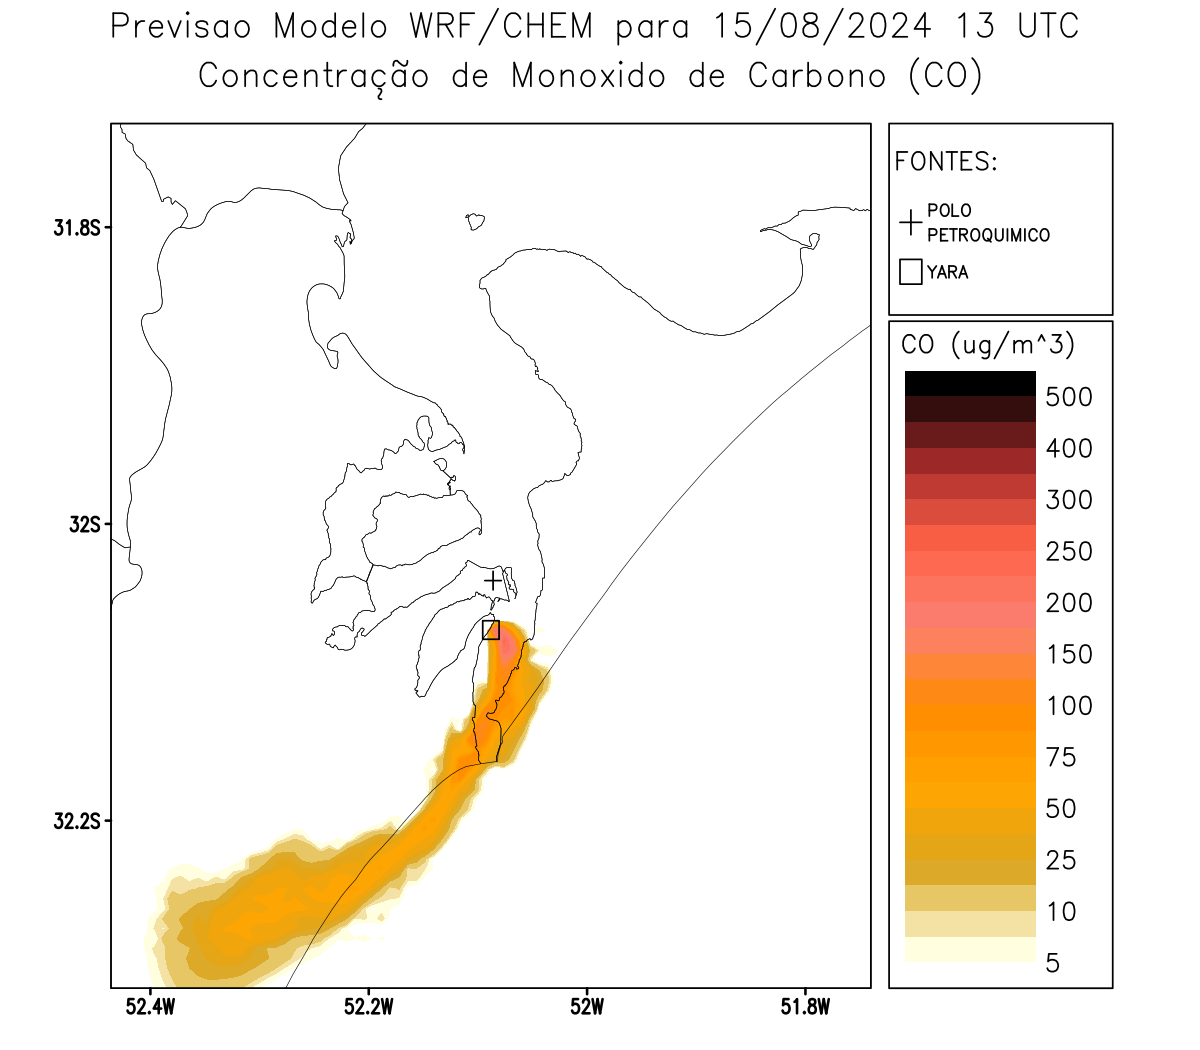 Previsao Modelo WRF/CHEM para 15/08/2024 13 UTC
Concentração de Monoxido de Carbono (CO)
FONTES:
POLO
PETROQUIMICO
YARA
CO (ug/m^3)
500
400
300
250
200
150
100
75
50
25
10
5
31.8S
32S
32.2S
52.4W
52.2W
52W
51.8W